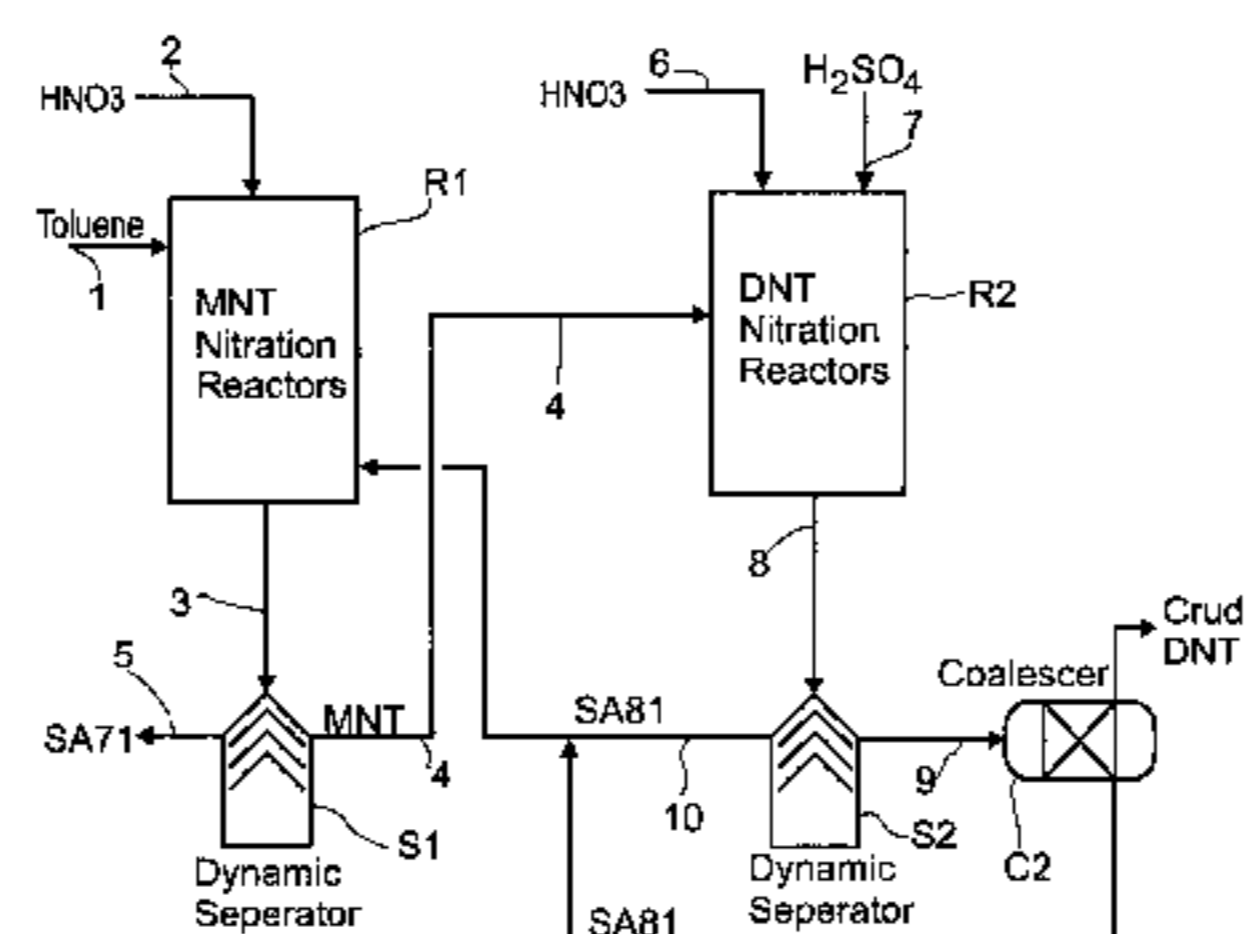 2
HNO3
6
HNO3
H2SO4
7
R1
Toluene
1
MNT
Nitration
Reactors
DNT
Nitration
Reactors
R2
4
8
3
5
SA71
MNT
4
S1
Dynamic
Seperator
SA81
10
SA81
9
S2
Dynamic
Seperator
Coalescer
C2
Crud
DNT